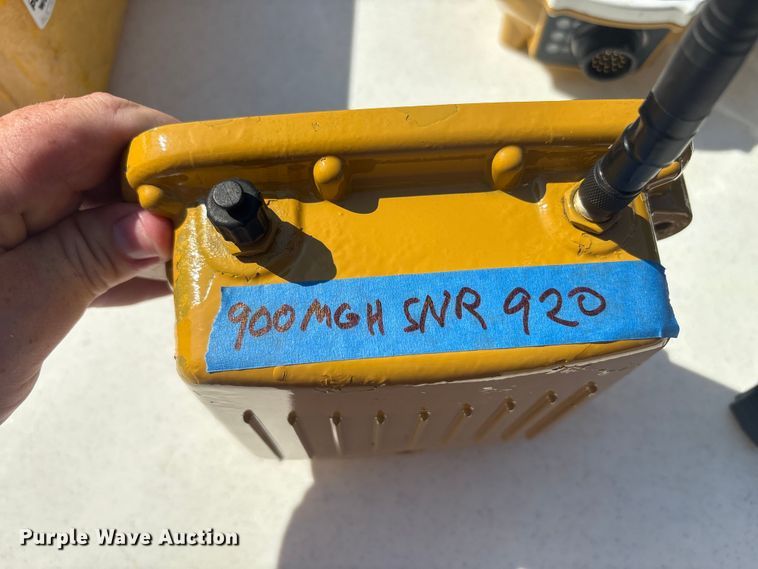 900MGH SNR 920
Purple Wave Auction